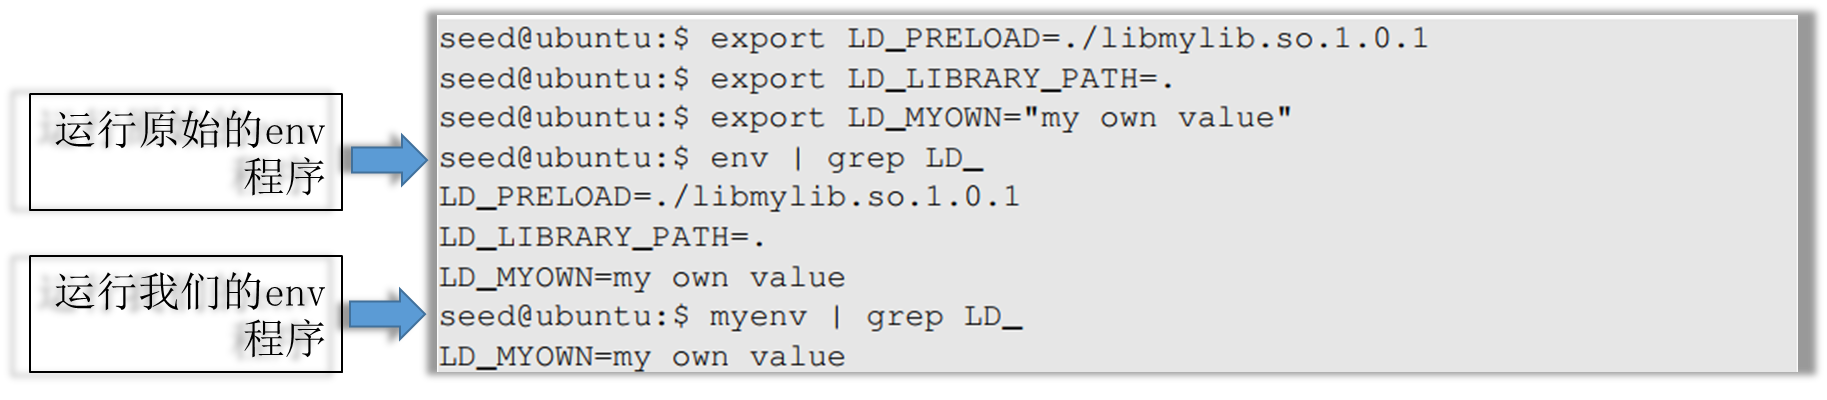 seed@ubuntu:$ export LD_PRELOAD=./libmylib.so.1.0.1
seed@ubuntu:$ export LD_LIBRARY_PATH=.
seed@ubuntu:$ export LD_MYOWN="my own value"
运行原始的env
程序
seed@ubuntu:$ env | grep LD_
LD_PRELOAD=./libmylib.so.1.0.1
LD_LIBRARY_PATH=.
LD_MYOWN=my own value
运行我们的env
程序
seed@ubuntu:$ myenv | grep LD_
LD_MYOWN=my own value